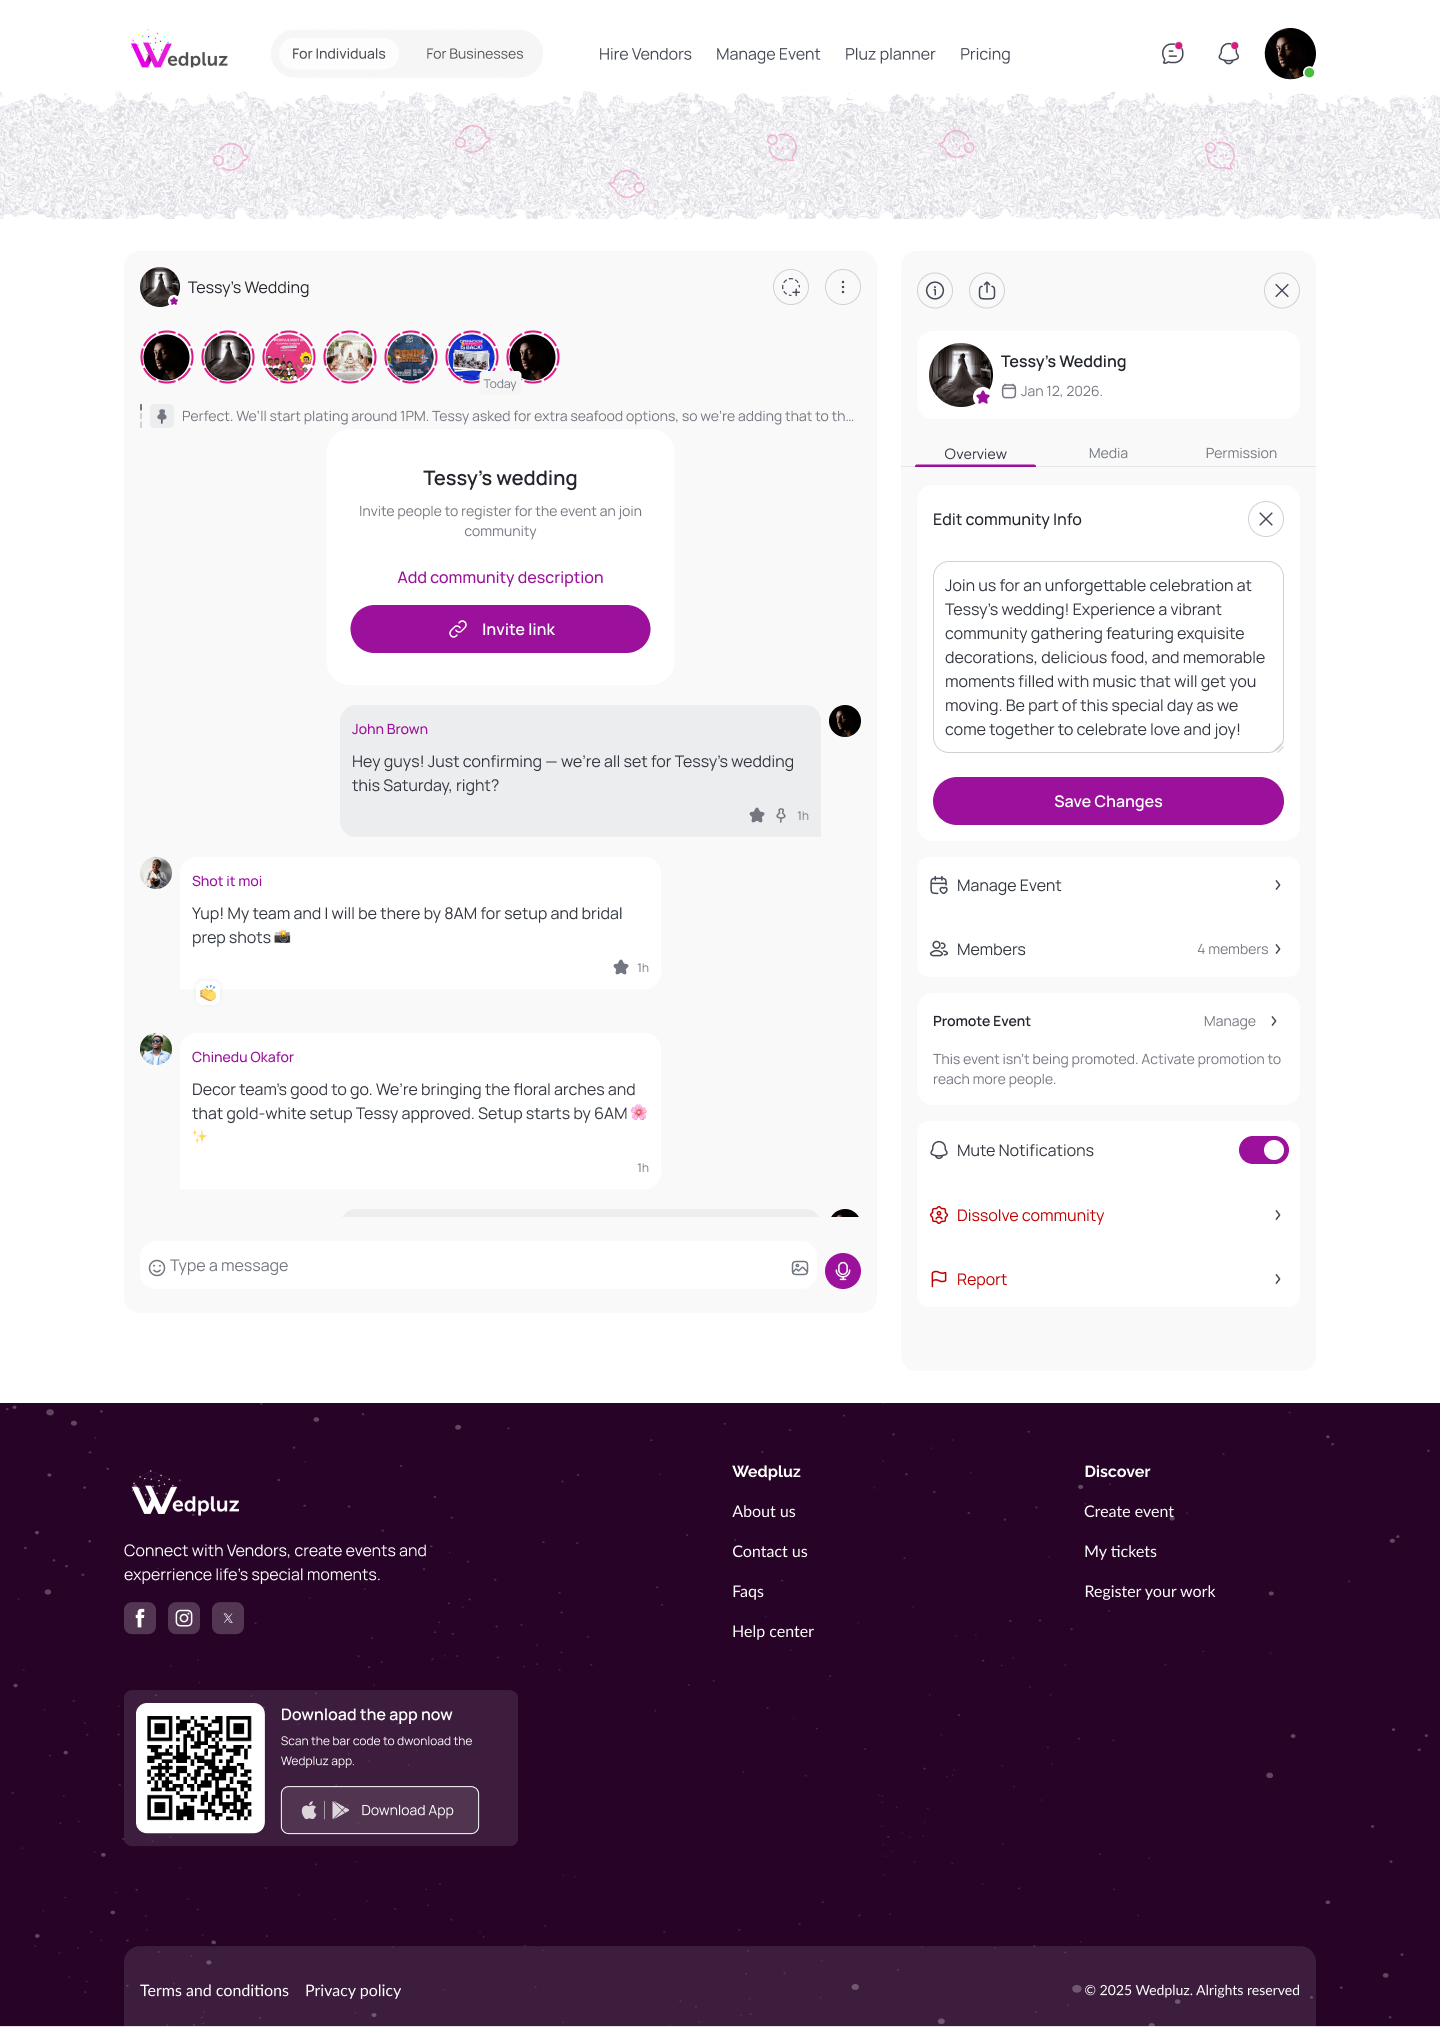 Wedpluz
For Individuals
For Businesses
Hire Vendors
Manage Event
Pluz planner
Pricing
Tessy's Wedding
Today
Perfect. We'll start plating around 1PM. Tessy asked for extra seafood options, so we're adding that to th...
Tessy's wedding
Invite people to register for the event an join
community
Add community description
Invite link
John Brown
Hey guys! Just confirming — we're all set for Tessy's wedding
this Saturday, right?
1h
Shot it moi
Yup! My team and I will be there by 8AM for setup and bridal
prep shots 📸
1h
👏
Chinedu Okafor
Decor team's good to go. We're bringing the floral arches and
that gold-white setup Tessy approved. Setup starts by 6AM 🌸
✨
1h
Type a message
Tessy's Wedding
Jan 12, 2026.
Overview
Media
Permission
Edit community Info
Join us for an unforgettable celebration at
Tessy's wedding! Experience a vibrant
community gathering featuring exquisite
decorations, delicious food, and memorable
moments filled with music that will get you
moving. Be part of this special day as we
come together to celebrate love and joy!
Save Changes
Manage Event
Members
4 members
Promote Event
Manage
This event isn't being promoted. Activate promotion to
reach more people.
Mute Notifications
Dissolve community
Report
Wedpluz
Connect with Vendors, create events and
experrience life's special moments.
Wedpluz
About us
Contact us
Faqs
Help center
Discover
Create event
My tickets
Register your work
Download the app now
Scan the bar code to dwonload the
Wedpluz app.
Download App
Terms and conditions
Privacy policy
© 2025 Wedpluz. Alrights reserved